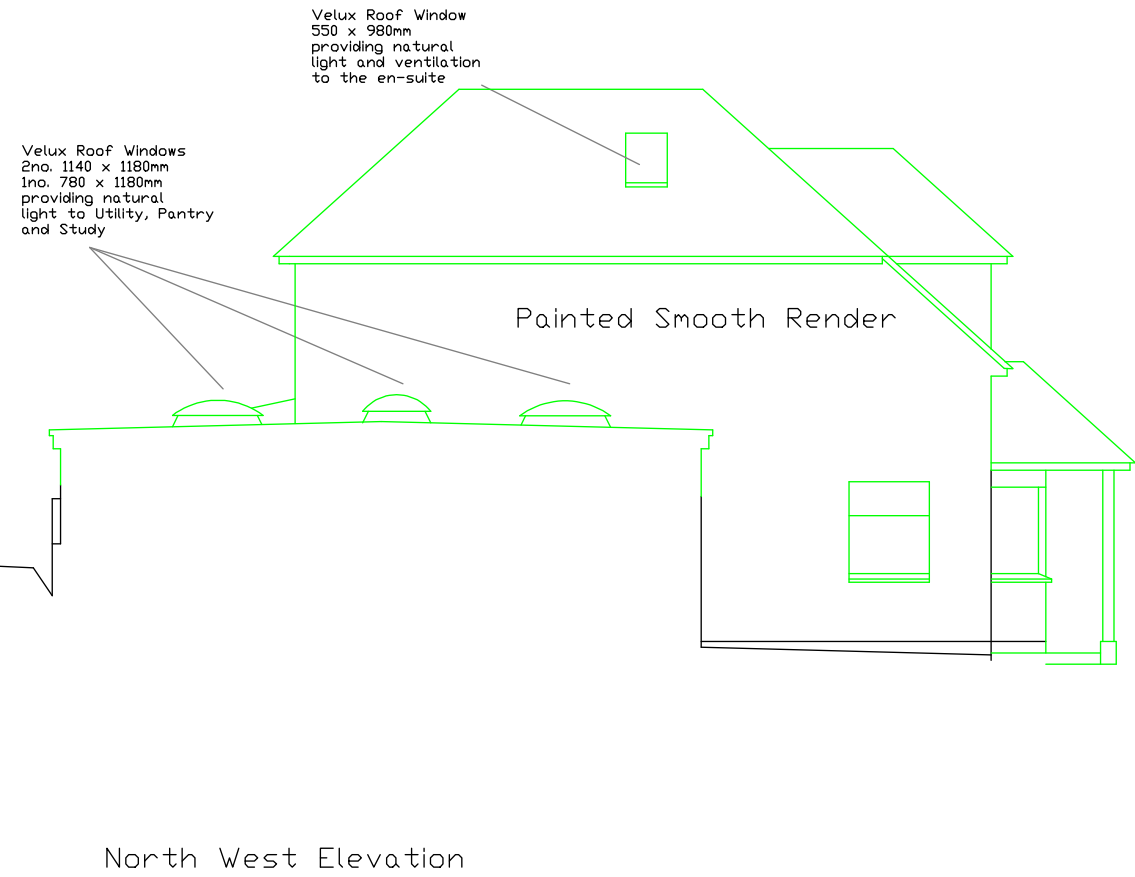 Velux Roof Window
550 x 980mm
providing natural
light and ventilation
to the en-suite
Velux Roof Windows
2no. 1140 x 1180mm
1no. 780 x 1180mm
providing natural
light to Utility, Pantry
and Study
Painted Smooth Render
North West Elevation